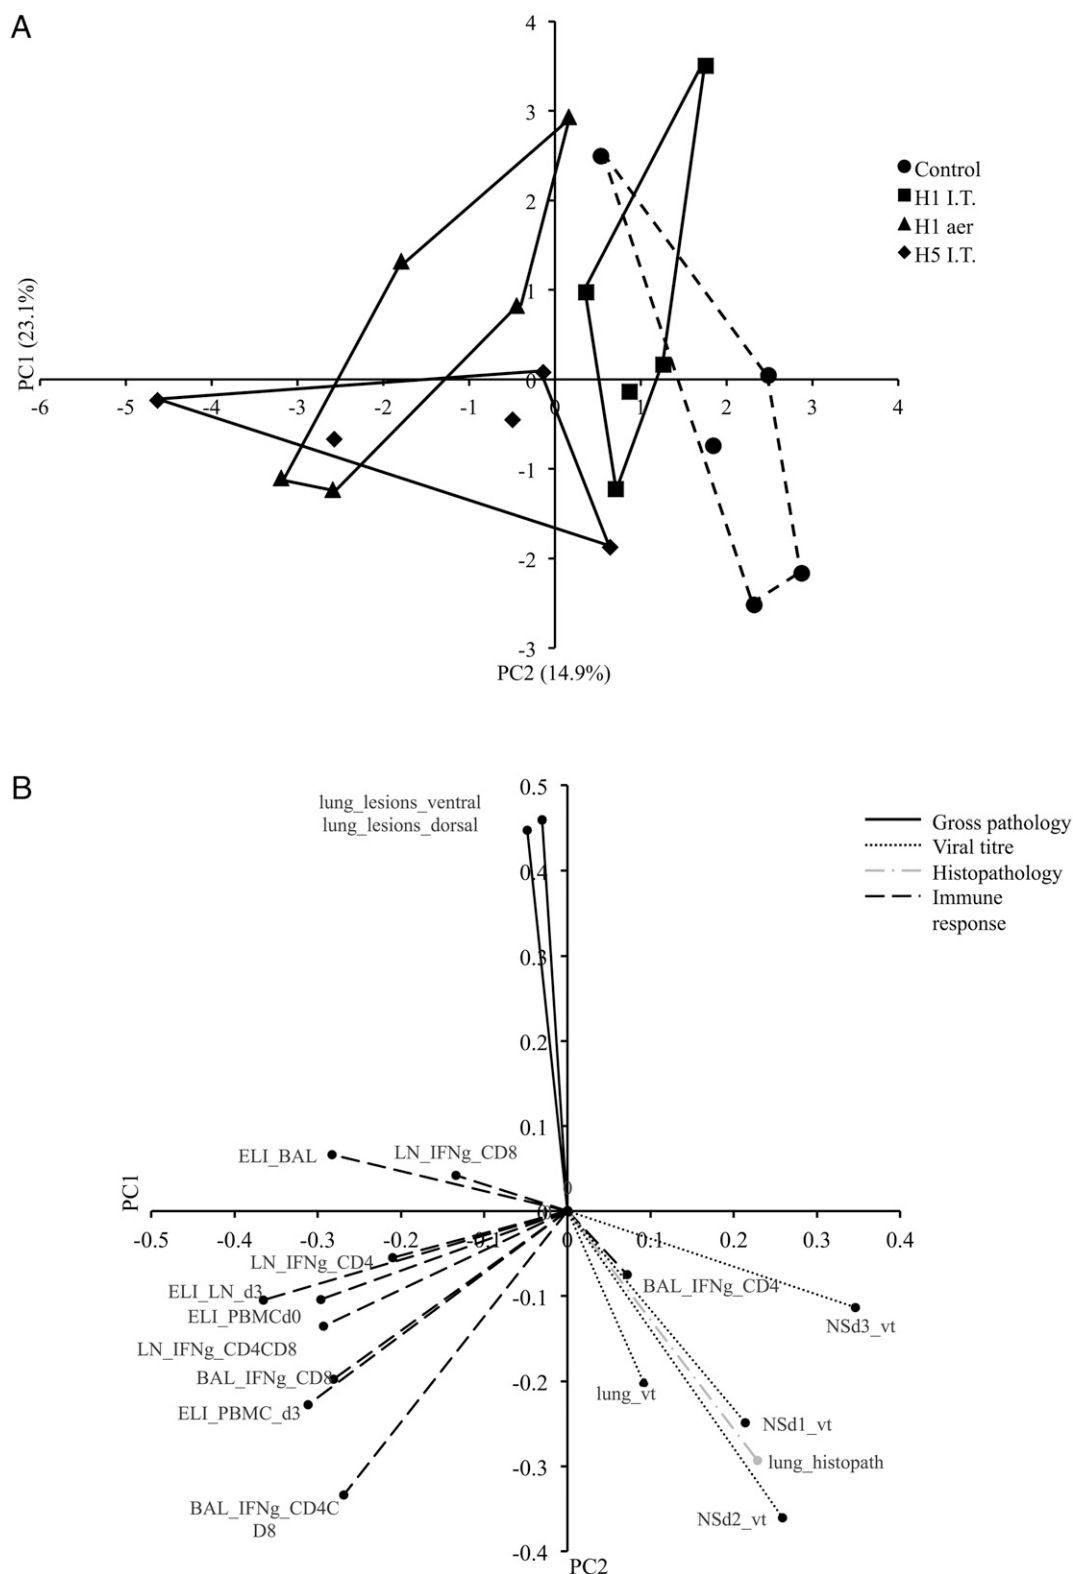 A
4
3
2
1
0
-1
-2
-3
-6
-5
-4
-3
-2
-1
0
1
2
3
4
PC1 (23.1%)
PC2 (14.9%)
Control
H1 I.T.
H1 aer
H5 I.T.
B
0.5
0.4
0.3
0.2
0.1
0
-0.1
-0.2
-0.3
-0.4
lung_lesions_ventral
lung_lesions_dorsal
Gross pathology
Viral titre
Histopathology
Immune
response
ELI_BAL
LN_IFNg_CD8
PC1
-0.5
-0.4
-0.3
-0.2
-0.1
0
0.1
0.2
0.3
0.4
LN_IFNg_CD4
ELI_LN_d3
ELI_PBMCd0
LN_IFNg_CD4CD8
BAL_IFNg_CD8
ELI_PBMC_d3
BAL_IFNg_CD4C
D8
BAL_IFNg_CD4
NSd3_vt
lung_vt
NSd1_vt
lung_histopath
NSd2_vt
PC2